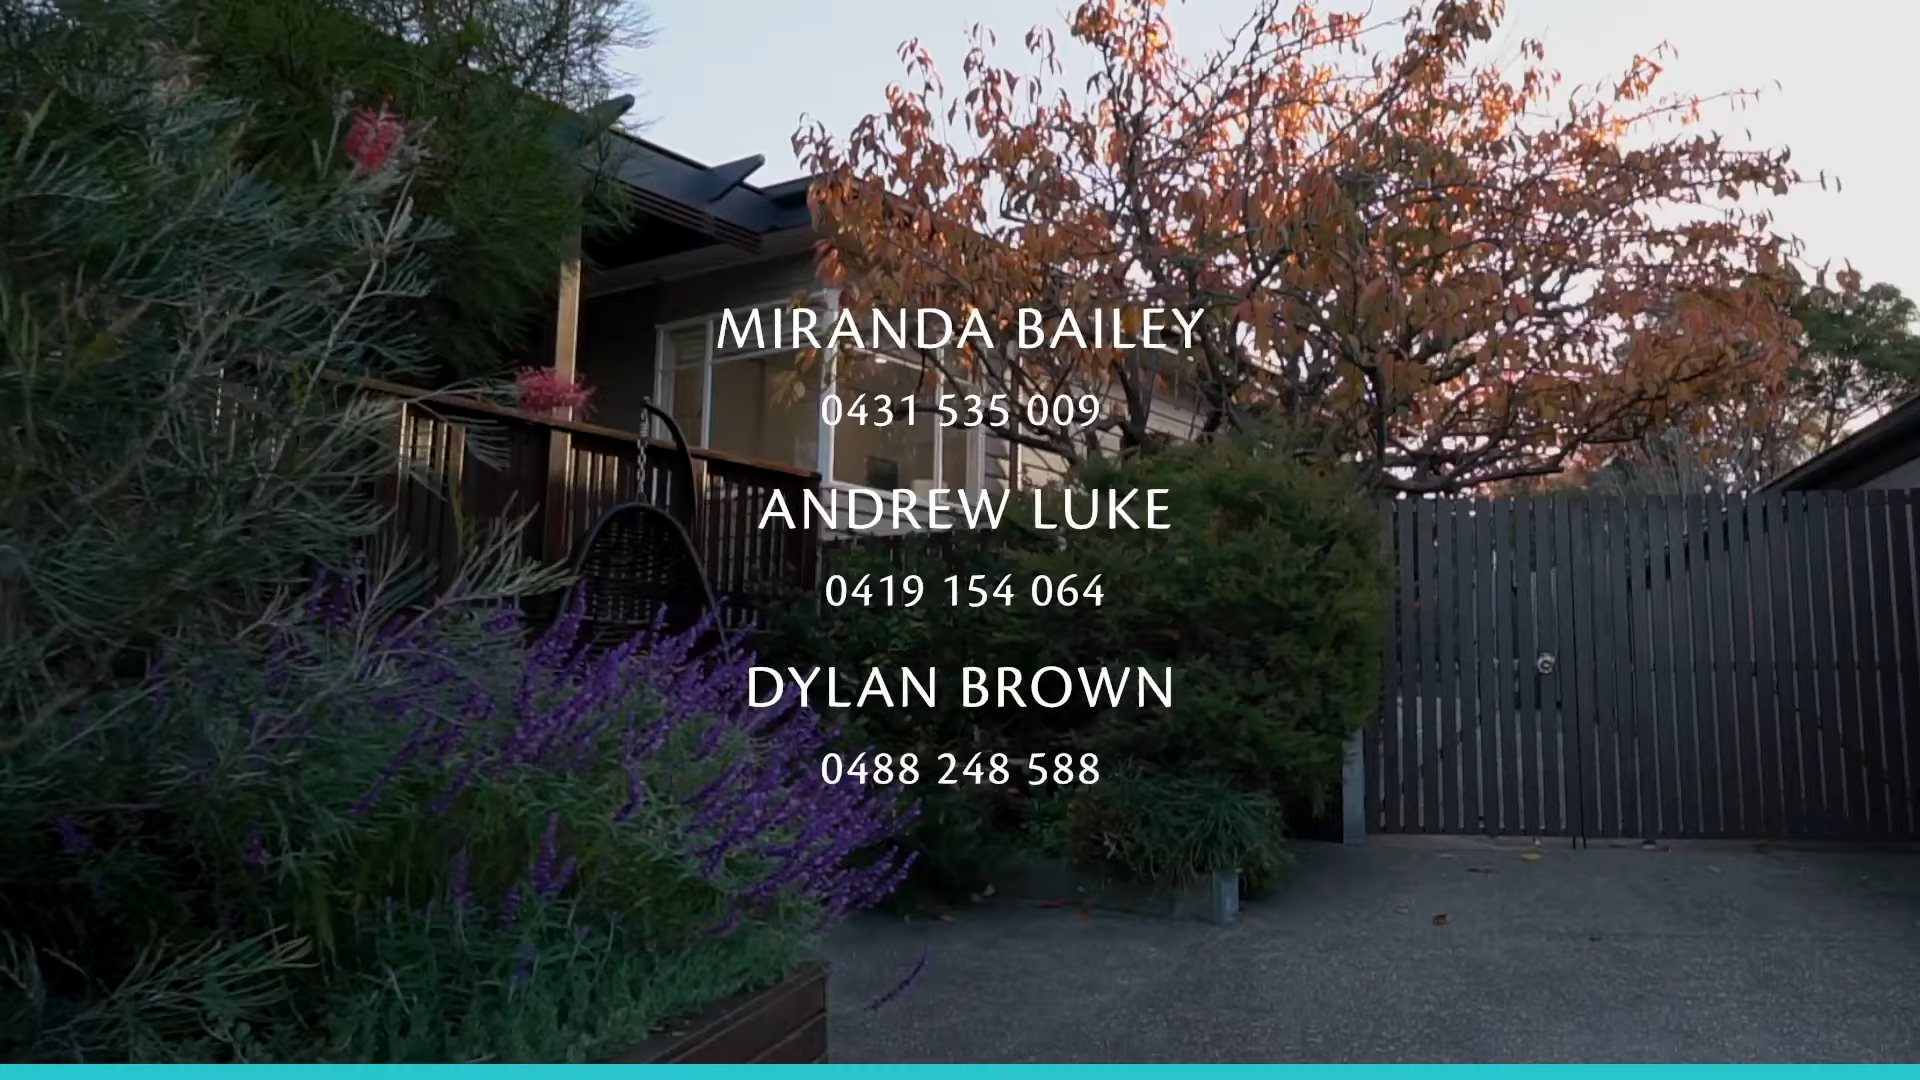 MIRANDA BAILEY
0431 535 009
ANDREW LUKE
0419 154 064
DYLAN BROWN
0488 248 588